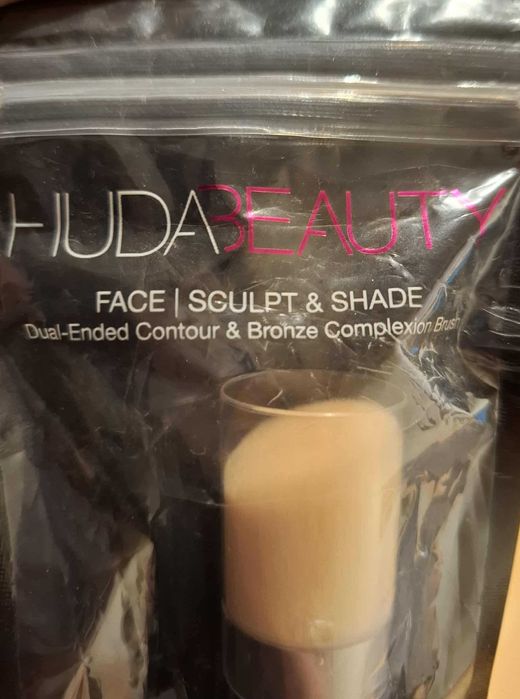 HUDABEAUTY
FACE | SCULPT & SHADE
Dual-Ended Contour & Bronze Complexion Brush